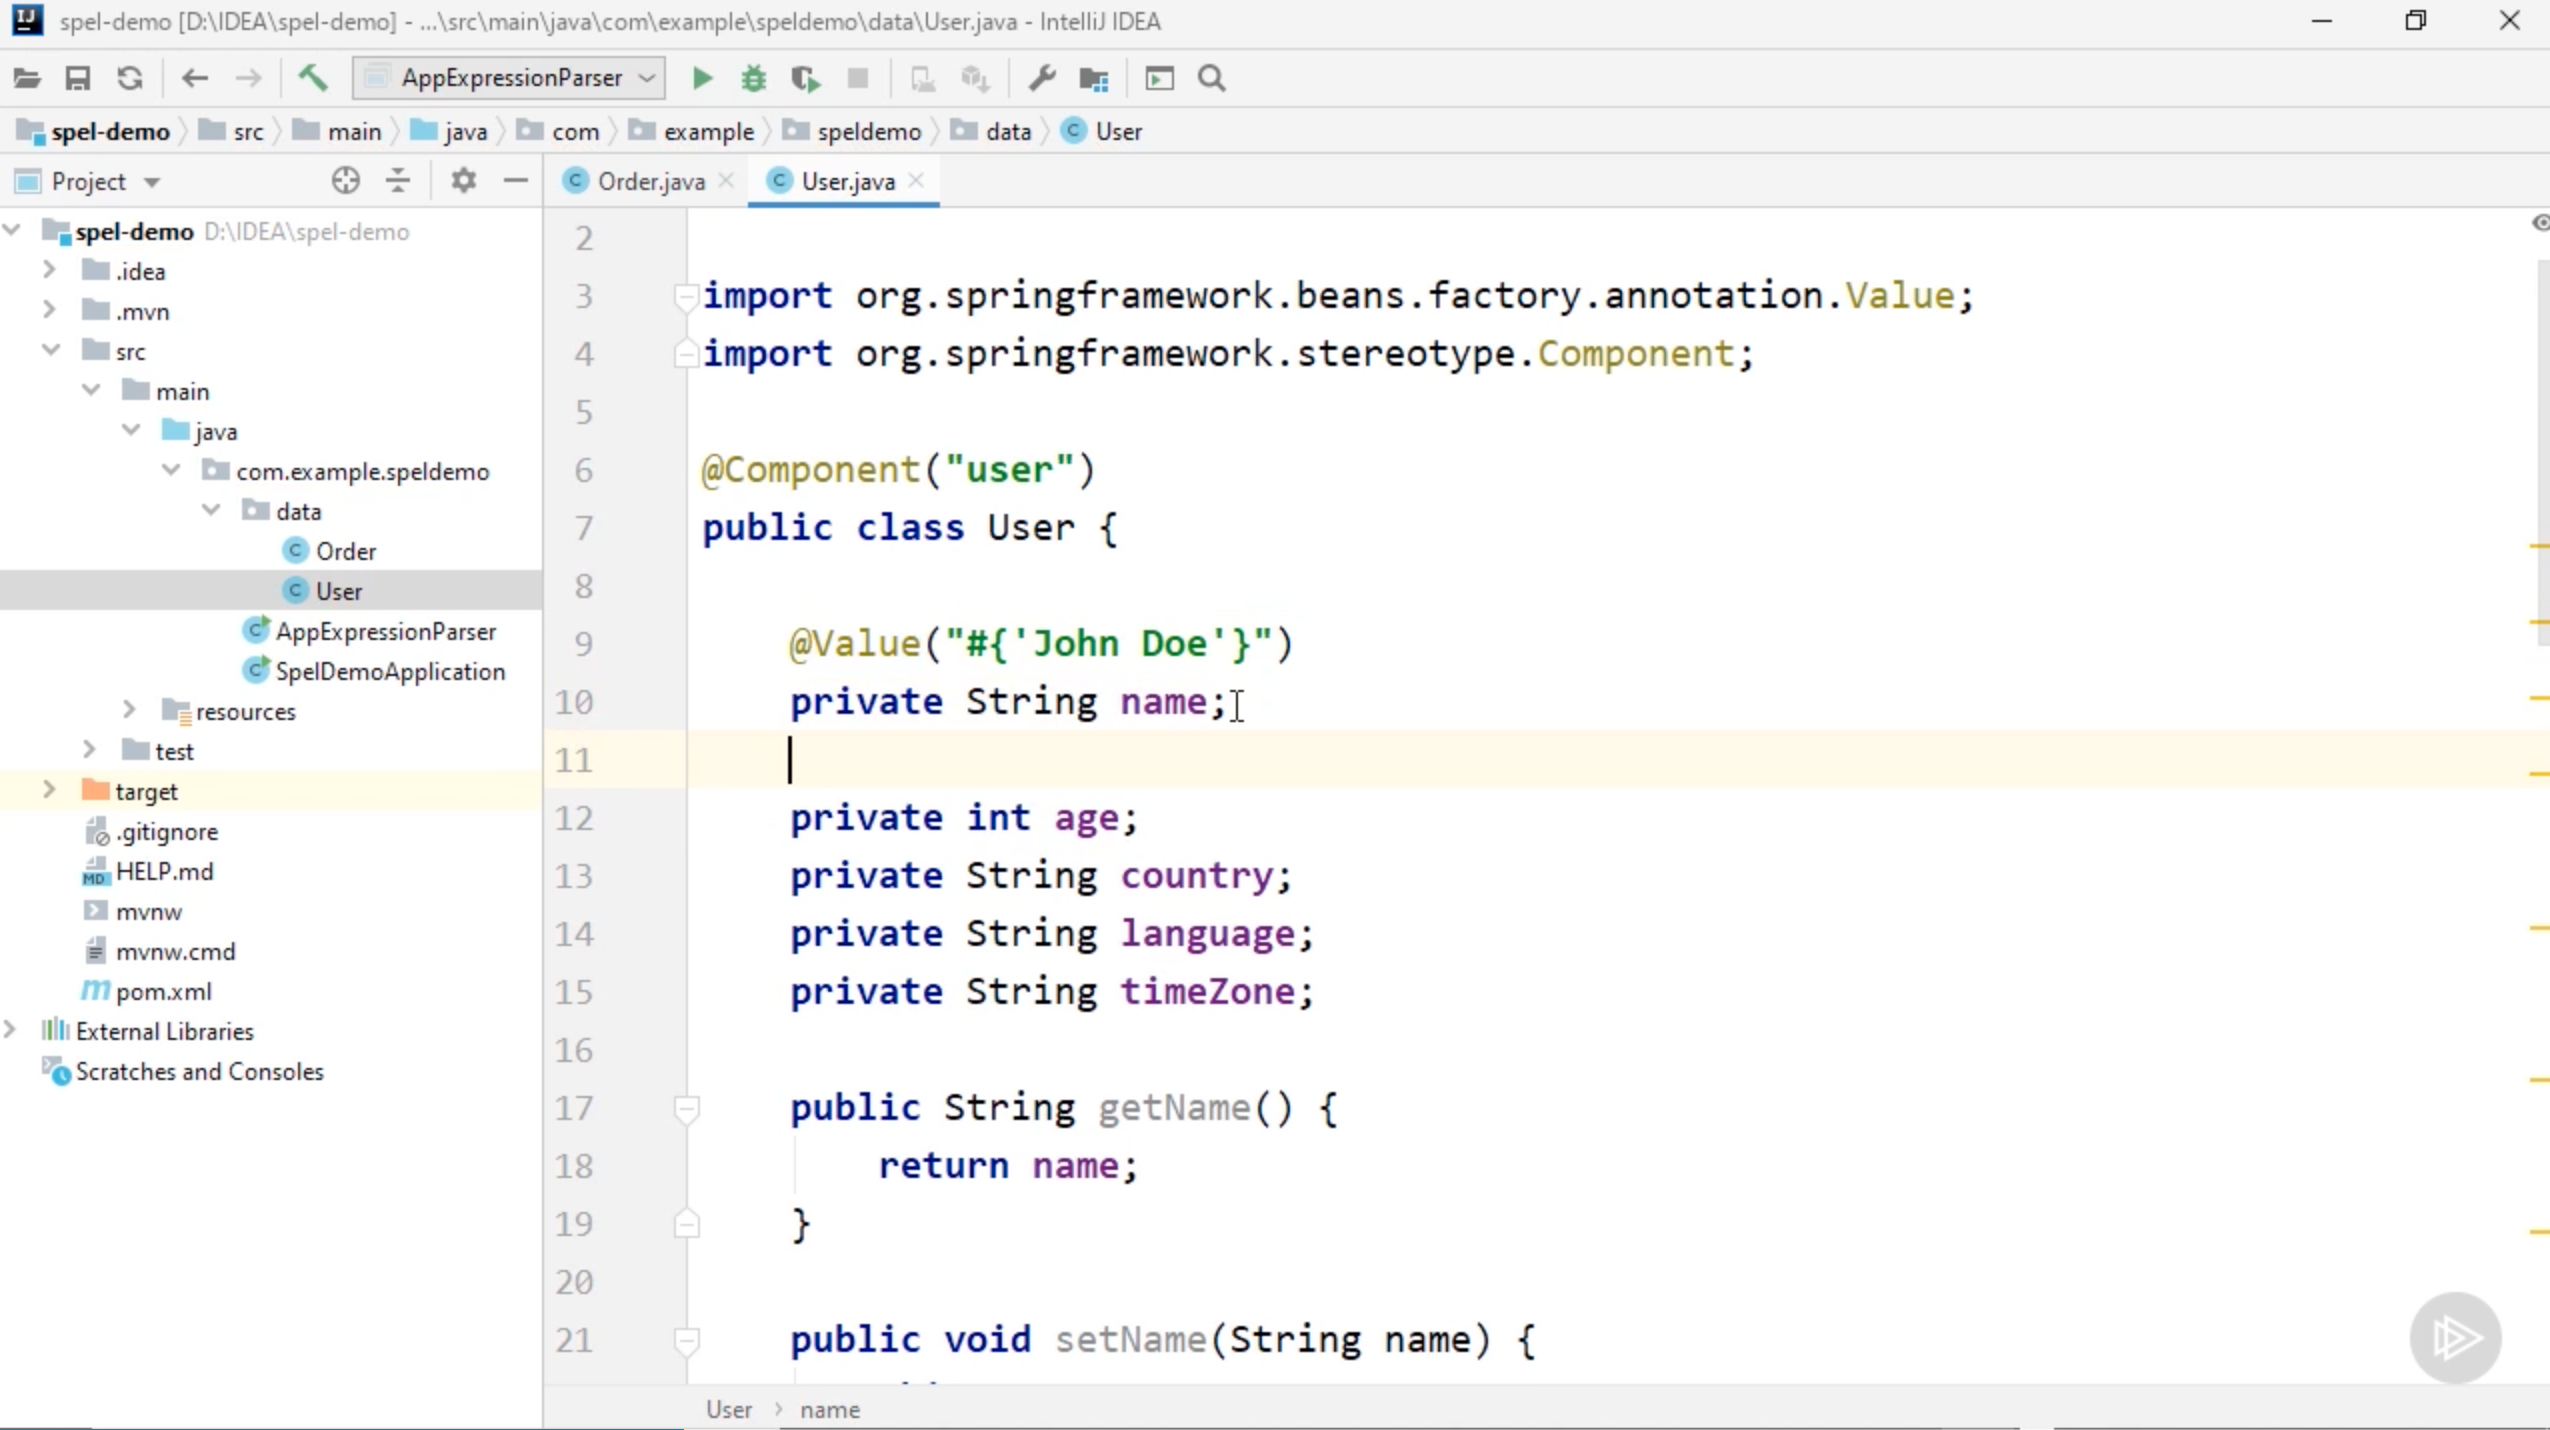 spel-demo [D:\IDEA\spel-demo] - ...\src\main\java\com\example\speldemo\data\User.java - IntelliJ IDEA
AppExpressionParser
spel-demo src main java com example speldemo data User
Project
Order.java User.java
spel-demo D:\IDEA\spel-demo
.idea
.mvn
src
main
java
com.example.speldemo
data
Order
User
AppExpressionParser
SpelDemoApplication
resources
test
target
.gitignore
HELP.md
mvnw
mvnw.cmd
pom.xml
External Libraries
Scratches and Consoles
2
3 import org.springframework.beans.factory.annotation.Value;
4 import org.springframework.stereotype.Component;
5
6 @Component("user")
7 public class User {
8
9 @Value("#{'John Doe'}")
10 private String name;
11
12 private int age;
13 private String country;
14 private String language;
15 private String timeZone;
16
17 public String getName() {
18 return name;
19 }
20
21 public void setName(String name) {
User › name